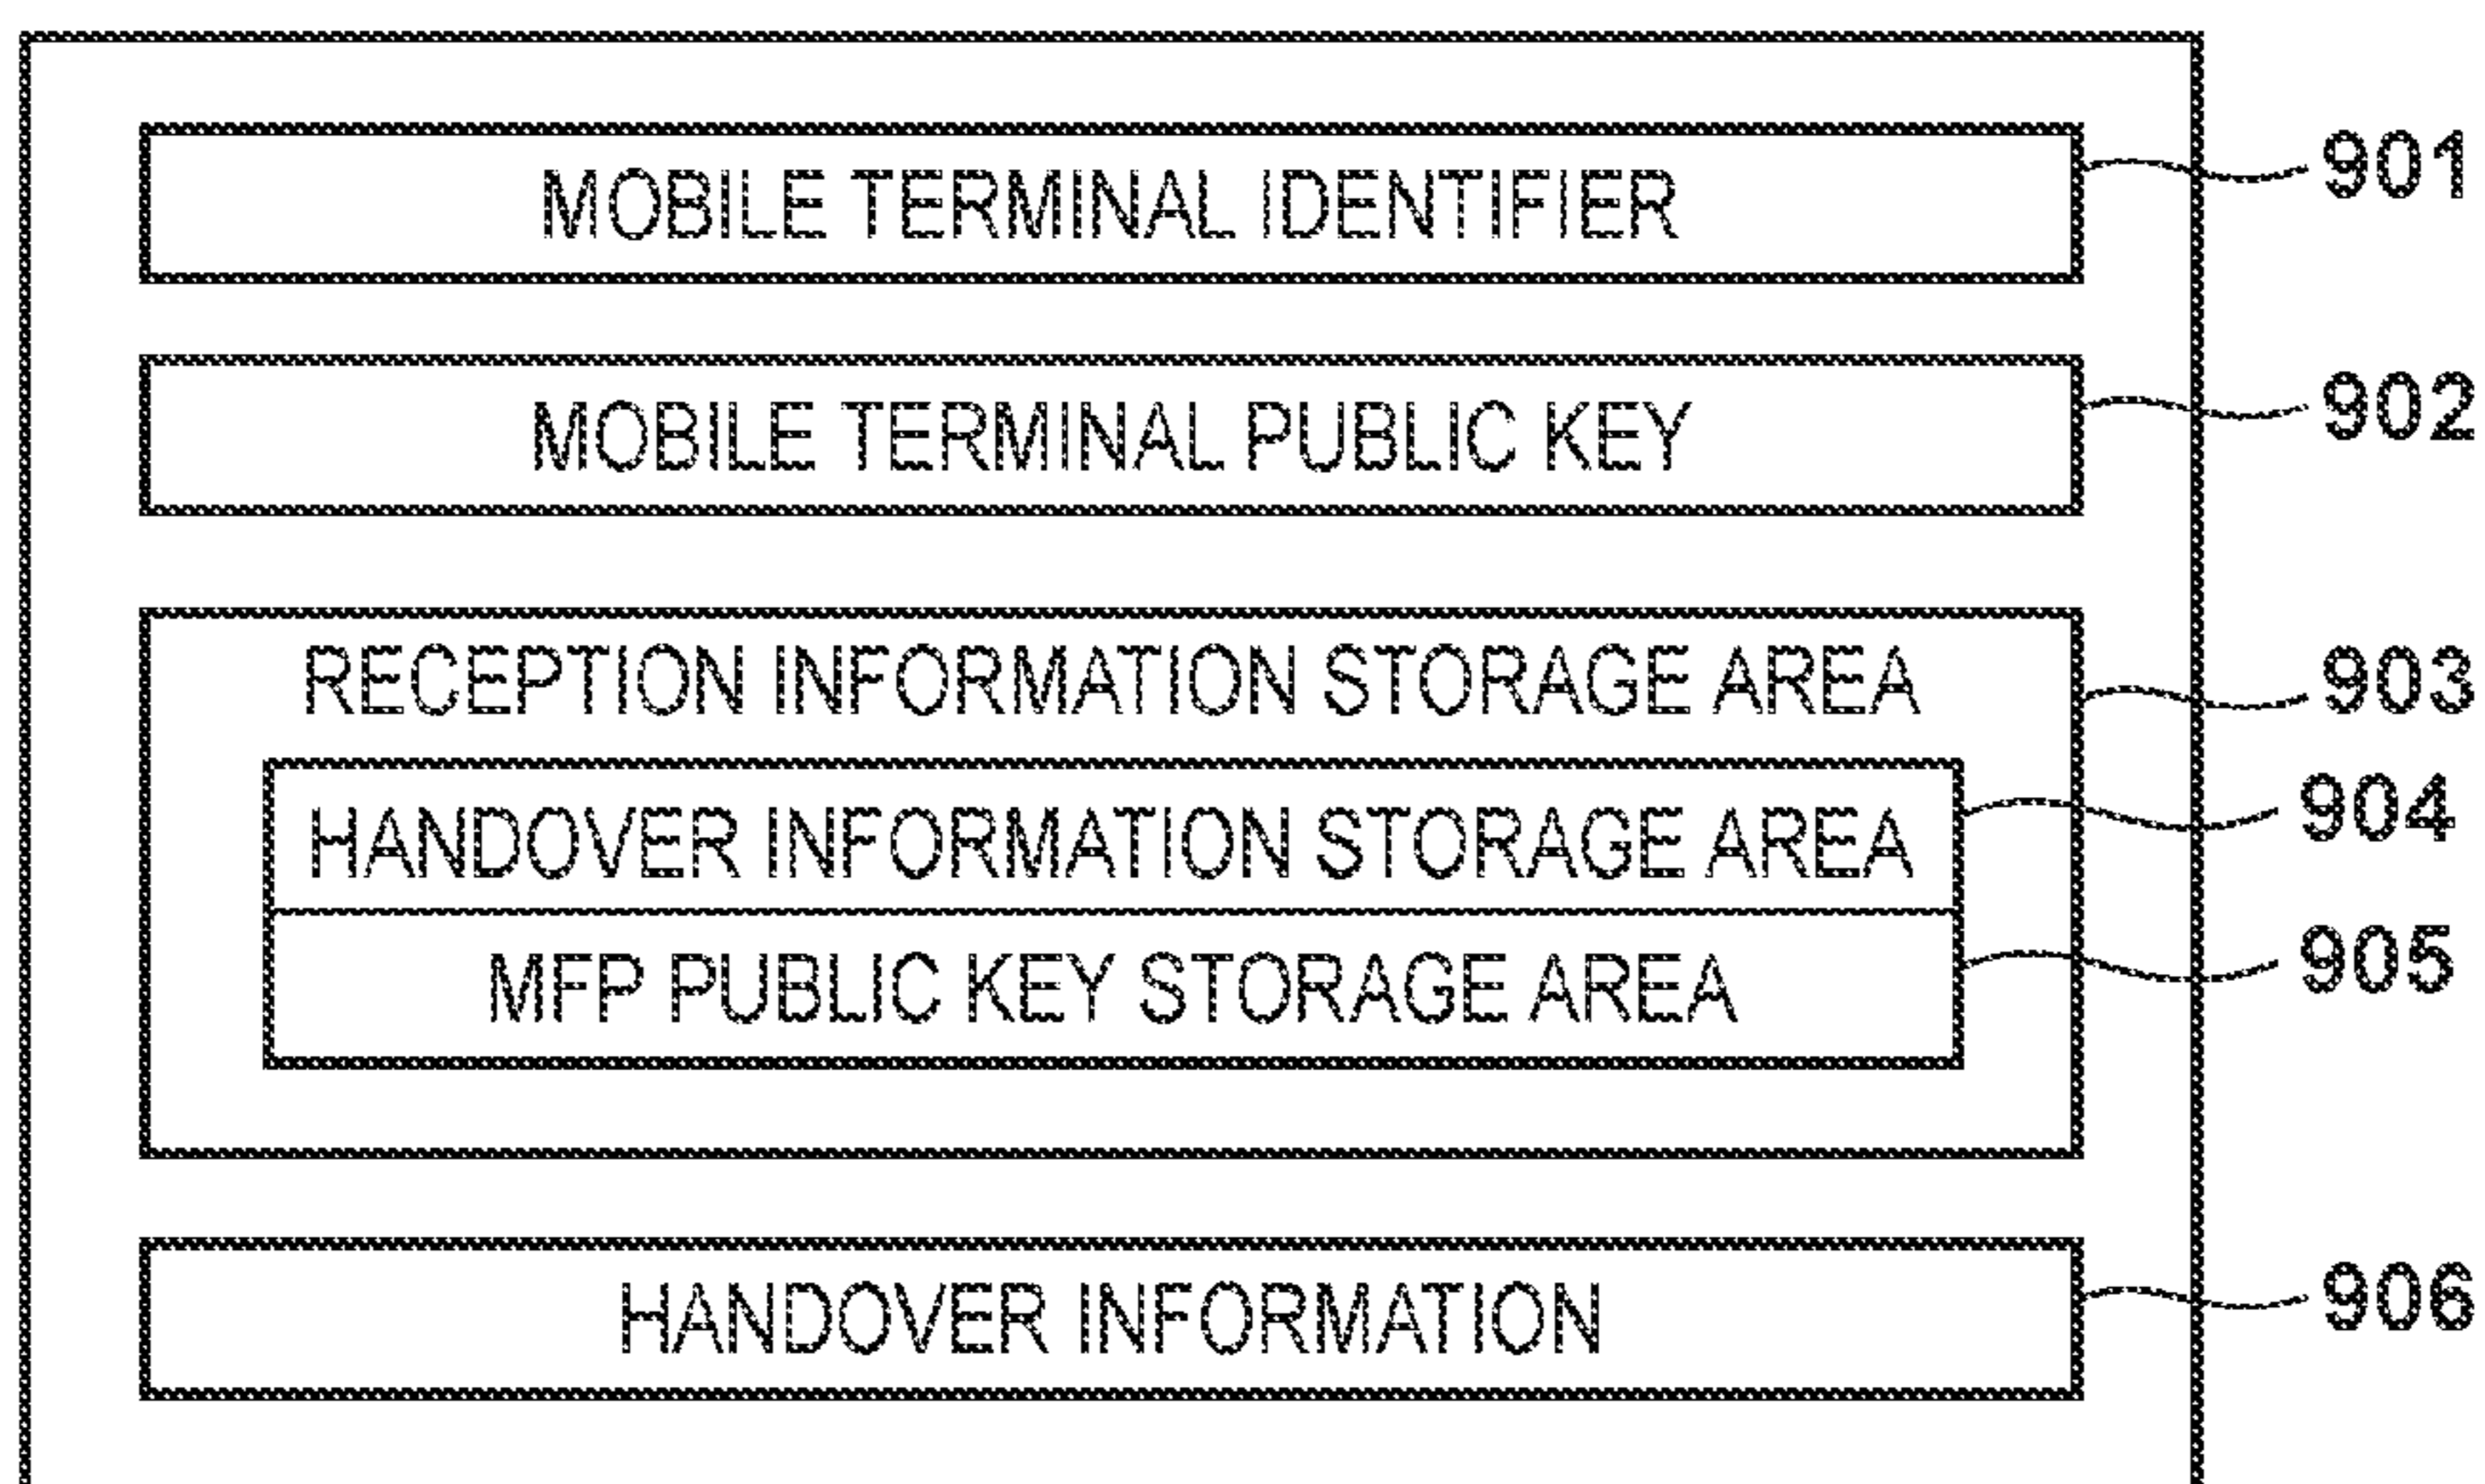 MOBILE TERMINAL IDENTIFIER 901
MOBILE TERMINAL PUBLIC KEY 902
RECEPTION INFORMATION STORAGE AREA 903
HANDOVER INFORMATION STORAGE AREA 904
MFP PUBLIC KEY STORAGE AREA 905
HANDOVER INFORMATION 906